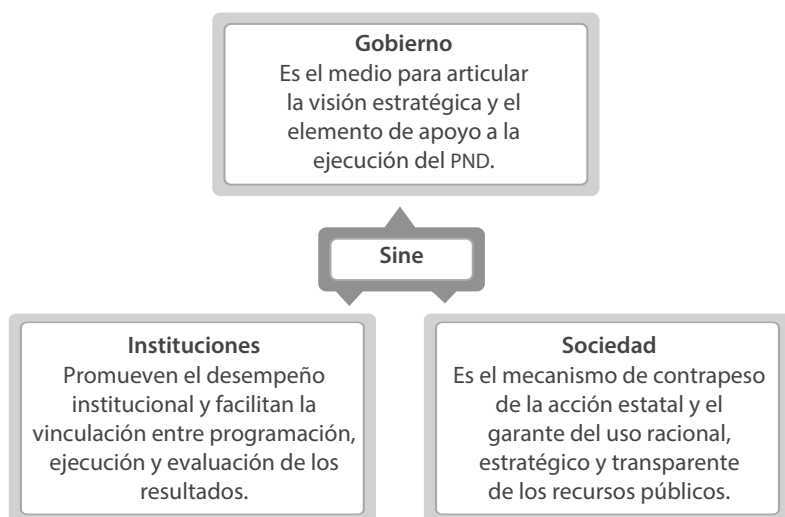 Gobierno
Es el medio para articular
la visión estratégica y el
elemento de apoyo a la
ejecución del PND.
Sine
Instituciones
Promueven el desempeño
institucional y facilitan la
vinculación entre programación,
ejecución y evaluación de los
resultados.
Sociedad
Es el mecanismo de contrapeso
de la acción estatal y el
garante del uso racional,
estratégico y transparente
de los recursos públicos.